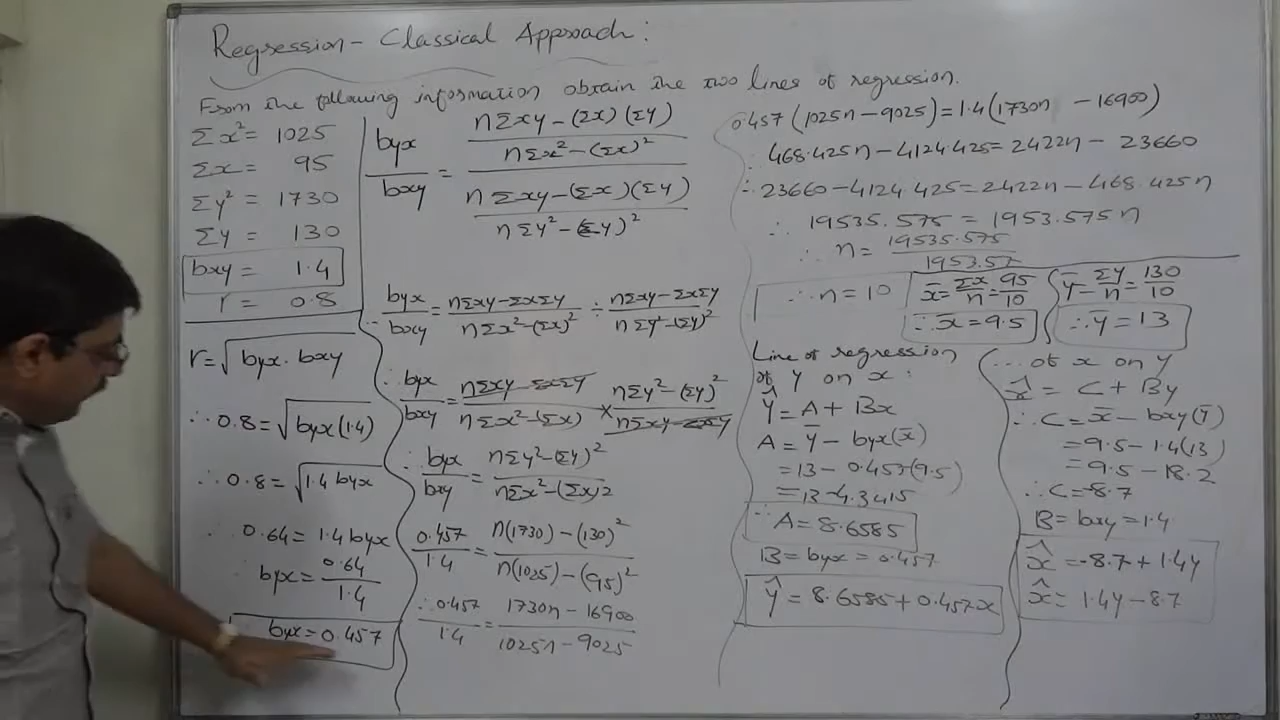 Regression - Classical Approach :
From the following information obtain the two lines of regression.
Σx² = 1025
Σx = 95
Σy² = 1730
Σy = 130
bxy = 1.4
r = 0.8
r = √byx. bxy
∴ 0.8 = √byx(1.4)
∴ 0.8 = √1.4 byx
∴ 0.64 = 1.4byx
∴ byx = 0.64/1.4
byx = 0.457
byx/bxy = (nΣxy - (Σx)(Σy) / nΣx² - (Σx)²) / (nΣxy - (Σx)(Σy) / nΣy² - (Σy)²)
∴ byx/bxy = nΣxy - ΣxΣy / nΣx² - (Σx)² ÷ nΣxy - ΣxΣy / nΣy² - (Σy)²
∴ byx/bxy = nΣxy - ΣxΣy / nΣx² - (Σx) × nΣy² - (Σy)² / nΣxy - ΣxΣy
∴ byx/bxy = nΣy² - (Σy)² / nΣx² - (Σx)2
0.457/1.4 = n(1730) - (130)² / n(1025) - (95)²
∴ 0.457/1.4 = 1730n - 16900 / 1025n - 9025
0.457 (1025n - 9025) = 1.4 (1730n - 16900)
∴ 468.425n - 4124.425 = 2422n - 23660
∴ 23660 - 4124.425 = 2422n - 468.425n
∴ 19535.575 = 1953.575n
∴ n = 19535.575/1953.57
∴ n = 10
x̄ = Σx/n = 95/10
∴ x̄ = 9.5
ȳ = Σy/n = 130/10
∴ ȳ = 13
Line of regression
of y on x :
ŷ = A + Bx
A = ȳ - byx(x̄)
= 13 - 0.457(9.5)
= 13 - 4.3415
∴ A = 8.6585
B = byx = 0.457
ŷ = 8.6585 + 0.457x
... of x on y
x̂ = C + By
∴ C = x̄ - bxy(ȳ)
= 9.5 - 1.4(13)
= 9.5 - 18.2
∴ C = -8.7
B = bxy = 1.4
x̂ = -8.7 + 1.4y
x̂ = 1.4y - 8.7